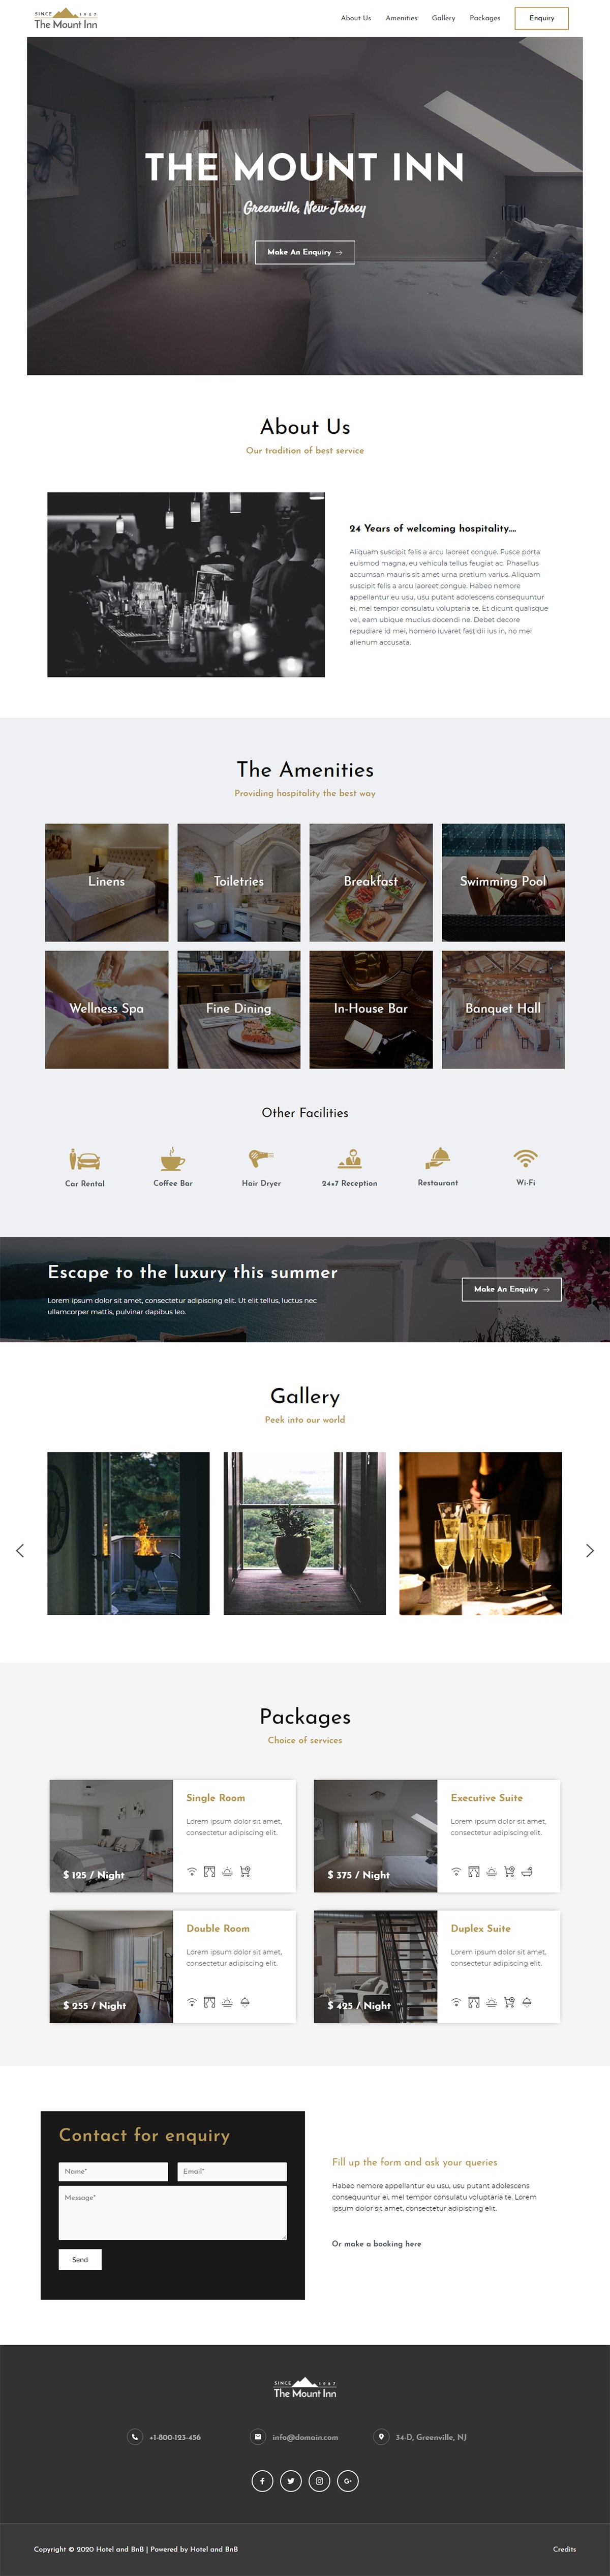 SINCE 1987
The Mount Inn
About Us
Amenities
Gallery
Packages
Enquiry
THE MOUNT INN
Greenville, New Jersey
Make An Enquiry
About Us
Our tradition of best service
24 Years of welcoming hospitality....
Aliquam suscipit felis a arcu laoreet congue. Fusce porta
euismod magna, eu vehicula tellus feugiat ac. Phasellus
accumsan mauris sit amet urna pretium varius. Aliquam
suscipit felis a arcu laoreet congue. Habeo nemore
appellantur eu usu, usu putant adolescens consequuntur
ei, mel tempor consulatu voluptaria te. Et dicunt qualisque
vel, eam ubique mucius docendi ne. Debet decore
repudiare id mei, homero iuvaret fastidii ius in, no mei
alienum accusata.
The Amenities
Providing hospitality the best way
Linens
Toiletries
Breakfast
Swimming Pool
Wellness Spa
Fine Dining
In-House Bar
Banquet Hall
Other Facilities
Car Rental
Coffee Bar
Hair Dryer
24×7 Reception
Restaurant
Wi-Fi
Escape to the luxury this summer
Lorem ipsum dolor sit amet, consectetur adipiscing elit. Ut elit tellus, luctus nec
ullamcorper mattis, pulvinar dapibus leo.
Make An Enquiry
Gallery
Peek into our world
Packages
Choice of services
$ 125 / Night
Single Room
Lorem ipsum dolor sit amet,
consectetur adipiscing elit.
$ 375 / Night
Executive Suite
Lorem ipsum dolor sit amet,
consectetur adipiscing elit.
$ 255 / Night
Double Room
Lorem ipsum dolor sit amet,
consectetur adipiscing elit.
$ 425 / Night
Duplex Suite
Lorem ipsum dolor sit amet,
consectetur adipiscing elit.
Contact for enquiry
Name*
Email*
Message*
Send
Fill up the form and ask your queries
Habeo nemore appellantur eu usu, usu putant adolescens
consequuntur ei, mel tempor consulatu voluptaria te. Lorem
ipsum dolor sit amet, consectetur adipiscing elit.
Or make a booking here
SINCE 1987
The Mount Inn
+1-800-123-456
info@domain.com
34-D, Greenville, NJ
Copyright © 2020 Hotel and BnB | Powered by Hotel and BnB
Credits